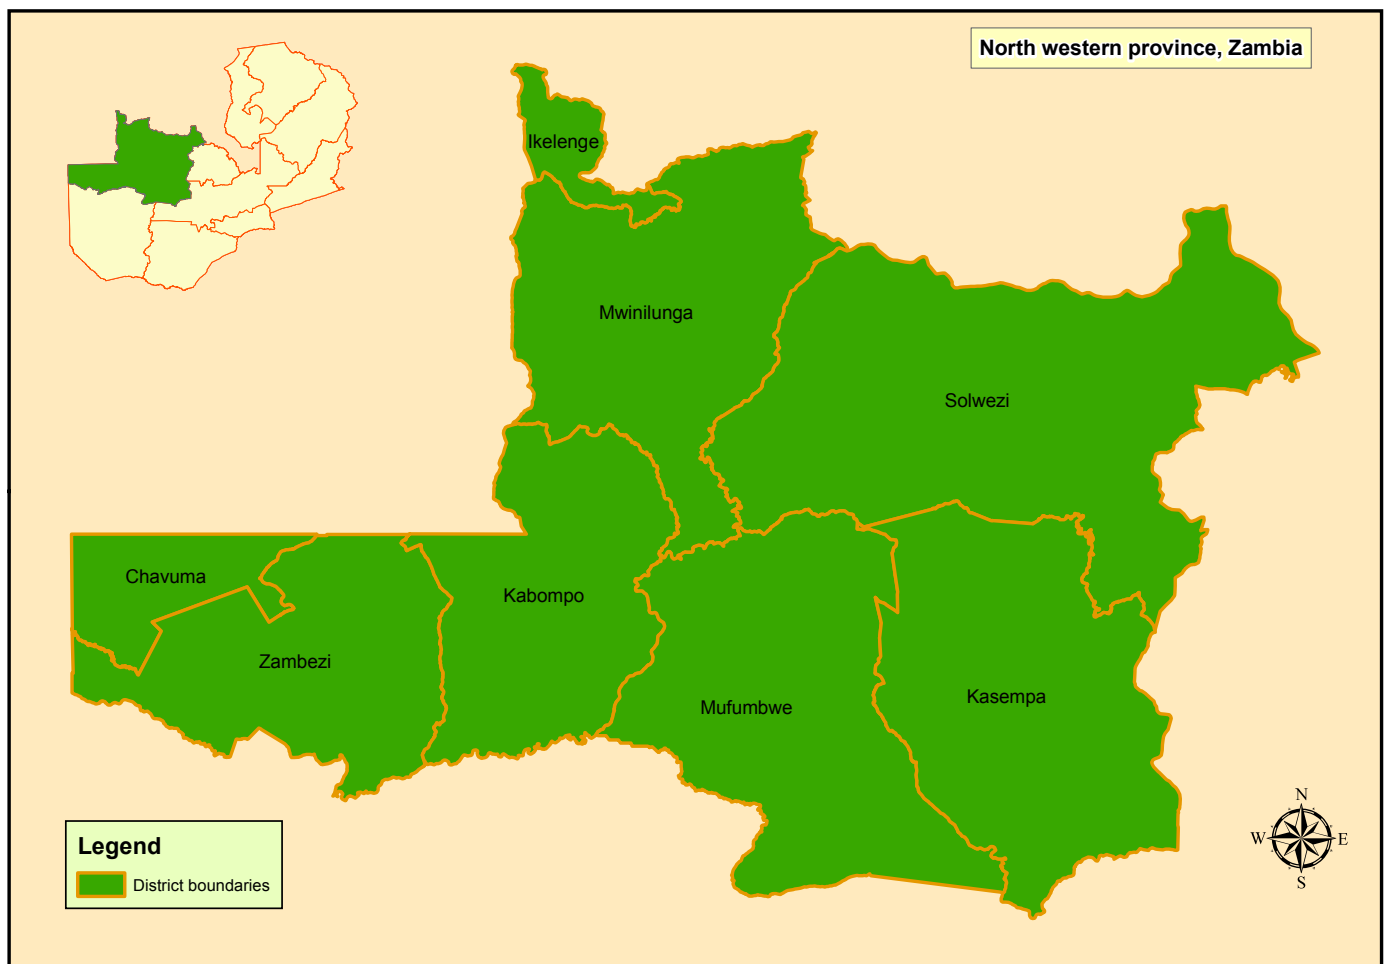 North western province, Zambia
Ikelenge
Mwinilunga
Solwezi
Chavuma
Kabompo
Zambezi
Kasempa
Mufumbwe
N
W E
S
Legend
District boundaries